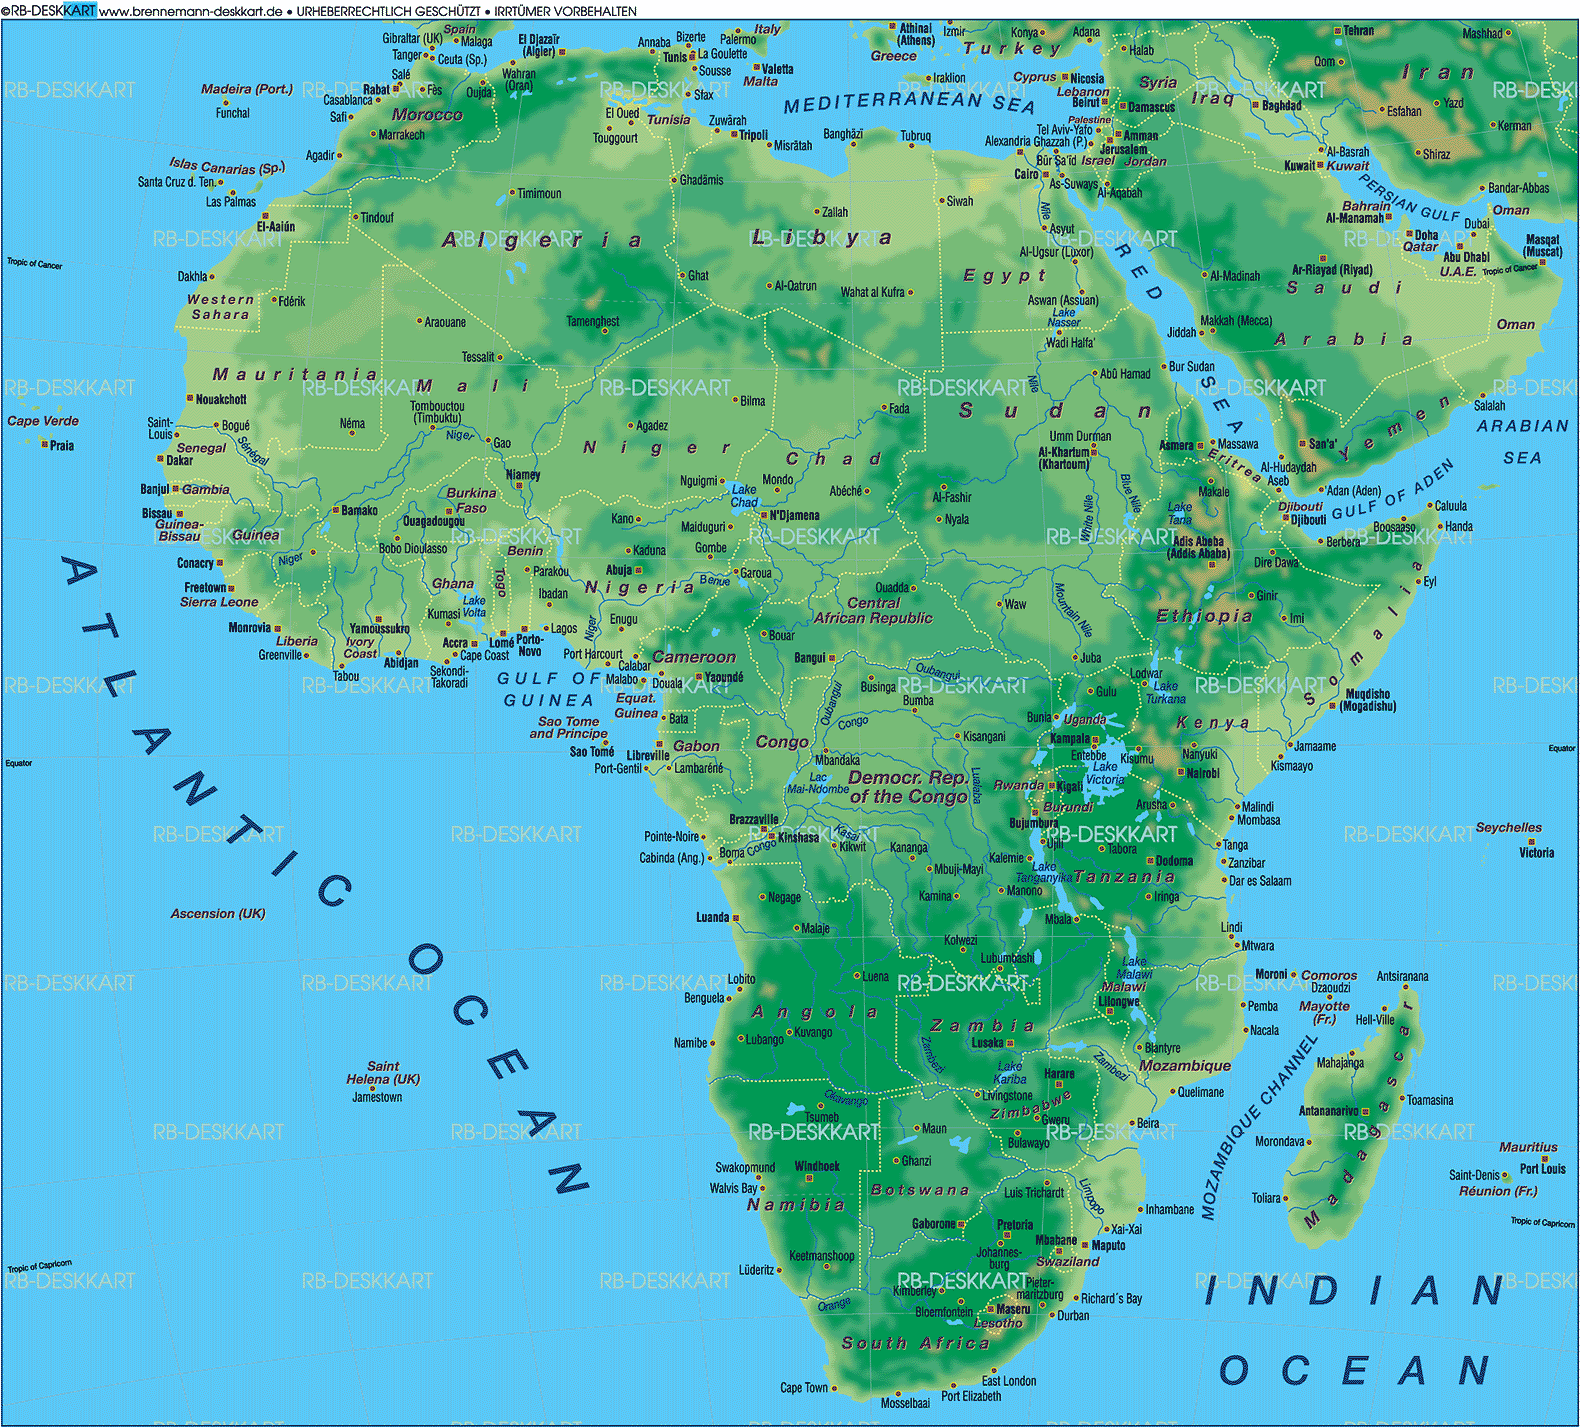 ©RB-DESKKART www.brennemann-deskkart.de • URHEBERRECHTLICH GESCHÜTZT • IRRTÜMER VORBEHALTEN
Spain
Gibraltar (UK)
Malaga
Tanger
Ceuta (Sp.)
El Djazaïr
(Algier)
Annaba
Bizerte
Tunis
La Goulette
Sousse
Sfax
Palermo
Italy
Valetta
Malta
Athinai
(Athens)
Greece
Izmir
Konya
Adana
Turkey
Iraklion
Cyprus
Nicosia
Lebanon
Beirut
Halab
Syria
Damascus
Iraq
Baghdad
Tehran
Qom
Mashhad
Iran
Esfahan
Yazd
Kerman
Shiraz
Madeira (Port.)
Funchal
Salé
Rabat
Fès
Casablanca
Safi
Morocco
Marrakech
Agadir
Oujda
Wahran
(Oran)
El Oued
Touggourt
Tunisia
Zuwārah
Tripoli
Misrātah
Banghāzi
Tubruq
MEDITERRANEAN SEA
Palestine
Tel Aviv-Yafo
Amman
Alexandria
Ghazzah (P.)
Jerusalem
Būr Sa'id
Israel
Jordan
Cairo
As-Suways
Al-Aqabah
Al-Basrah
Kuwait
Kuwait
PERSIAN GULF
Bandar-Abbas
Bahrain
Al-Manamah
Doha
Qatar
Dubai
Oman
Abu Dhabi
U.A.E.
Masqat
(Muscat)
Tropic of Cancer
Islas Canarias (Sp.)
Santa Cruz d. Ten.
Las Palmas
El-Aaiún
Tindouf
Timimoun
Ghadāmis
Zallah
Siwah
Nile
Asyut
Al-Ugsur (Luxor)
Algeria
Libya
Egypt
RED
SEA
Al-Madinah
Ar-Riayad (Riyad)
Saudi
Arabia
Oman
Tropic of Cancer
Dakhla
Western
Sahara
Fdérik
Araouane
Ghat
Al-Qatrun
Wahat al Kufra
Aswan (Assuan)
Lake
Nasser
Wadi Halfa'
Makkah (Mecca)
Jiddah
Tamenghest
Tessalit
Mauritania
Mali
Nouakchott
Bilma
Fada
Nile
Abū Hamad
Bur Sudan
Salalah
Cape Verde
Praia
Saint-
Louis
Bogué
Néma
Tombouctou
(Timbuktu)
Niger
Gao
Agadez
Niger
Chad
Sudan
Umm Durman
Al-Khartum
(Khartoum)
Asmera
Massawa
Eritrea
San'a'
Yemen
Al-Hudaydah
ARABIAN
SEA
Senegal
Sénégal
Dakar
Banjul
Gambia
Bissau
Guinea-
Bissau
Guinea
Bamako
Niamey
Burkina
Faso
Ouagadougou
Bobo Dioulasso
Nguigmi
Lake
Chad
Mondo
Abéché
N'Djamena
Kano
Maiduguri
Al-Fashir
Nyala
White Nile
Blue Nile
Makale
Lake
Tana
Aseb
'Adan (Aden)
GULF OF ADEN
Djibouti
Djibouti
Caluula
Boosaaso
Handa
Berbera
Conacry
Freetown
Sierra Leone
Niger
Benin
Parakou
Togo
Ghana
Lake
Volta
Kumasi
Ibadan
Kaduna
Gombe
Abuja
Nigeria
Benue
Garoua
Adis Abeba
(Addis Ababa)
Dire Dawa
Ginir
Imi
Eyl
Ethiopia
Somalia
Monrovia
Liberia
Greenville
Ivory
Coast
Yamoussukro
Abidjan
Tabou
Accra
Cape Coast
Sekondi-
Takoradi
Lomé
Porto-
Novo
Lagos
Niger
Enugu
Port Harcourt
Calabar
Malabo
Douala
Cameroon
Yaoundé
Bouar
Bangui
Ouadda
Central
African Republic
Waw
Mountain Nile
Juba
Lodwar
Lake
Turkana
GULF OF
GUINEA
Equat.
Guinea
Bata
Oubangui
Oubangui
Businga
Bumba
Congo
Kisangani
Bunia
Gulu
Uganda
Kampala
Entebbe
Kisumu
Kenya
Nanyuki
Nairobi
Muqdisho
(Mogadishu)
Jamaame
Kismaayo
Sao Tome
and Principe
Sao Tomé
Libreville
Port-Gentil
Gabon
Lambaréné
Congo
Mbandaka
Lac
Mai-Ndombe
Democr. Rep.
of the Congo
Lualaba
Rwanda
Kigali
Burundi
Bujumbura
Lake
Victoria
Arusha
Malindi
Mombasa
Equator
Equator
Pointe-Noire
Brazzaville
Kinshasa
Cabinda (Ang.)
Boma
Congo
Kasai
Kikwit
Kananga
Mbuji-Mayi
Kalemie
Ujiji
Tabora
Dodoma
Lake
Tanganyika
Tanzania
Tanga
Zanzibar
Dar es Salaam
Seychelles
Victoria
Ascension (UK)
Negage
Luanda
Malaje
Kamina
Manono
Mbala
Iringa
Lindi
Mtwara
Kolwezi
Lubumbashi
Lobito
Benguela
Luena
Angola
Lake
Malawi
Malawi
Lilongwe
Moroni
Comoros
Dzaoudzi
Mayotte
(Fr.)
Antsiranana
Hell-Ville
Pemba
Nacala
Namibe
Lubango
Kuvango
Zambia
Lusaka
Zambezi
Lake
Kariba
Harare
Zambezi
Blantyre
Mozambique
Mahajanga
MOZAMBIQUE CHANNEL
Saint
Helena (UK)
Jamestown
Okavango
Tsumeb
Livingstone
Zimbabwe
Gweru
Bulawayo
Quelimane
Beira
Antananarivo
Toamasina
Madagascar
Morondava
Toliara
Mauritius
Port Louis
Saint-Denis
Réunion (Fr.)
Maun
Ghanzi
Swakopmund
Walvis Bay
Windhoek
Namibia
Botswana
Luis Trichardt
Limpopo
Inhambane
Xai-Xai
Gaborone
Pretoria
Johannes-
burg
Mbabane
Maputo
Swaziland
Tropic of Capricorn
Tropic of Capricorn
Keetmanshoop
Lüderitz
Orange
Kimberley
Bloemfontein
Maseru
Lesotho
Pieter-
maritzburg
Richard's Bay
Durban
South Africa
Cape Town
Mosselbaai
Port Elizabeth
East London
ATLANTIC OCEAN
INDIAN
OCEAN
RB-DESKKART